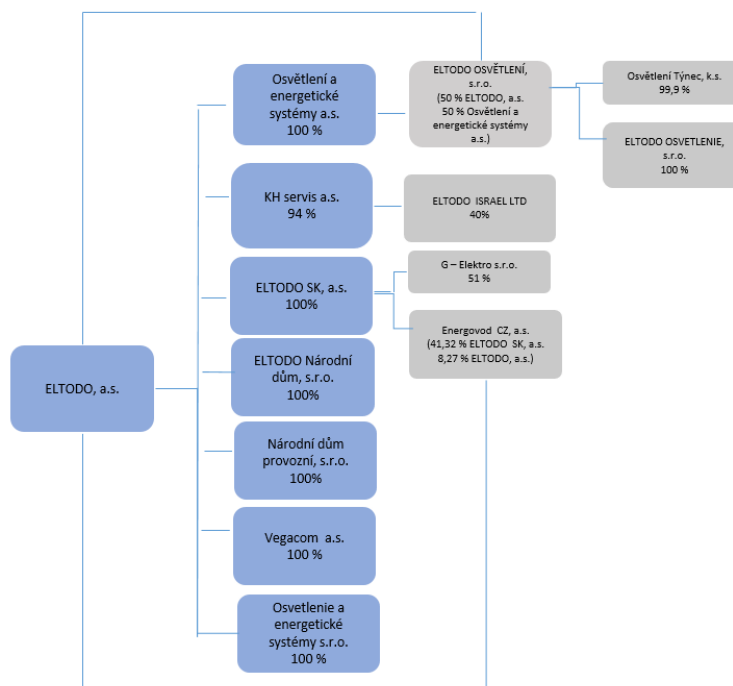 ELTODO, a.s.
Osvětlení a
energetické
systémy a.s.
100 %
KH servis a.s.
94 %
ELTODO SK, a.s.
100%
ELTODO Národní
dům, s.r.o.
100%
Národní dům
provozní, s.r.o.
100%
Vegacom  a.s.
100 %
Osvetlenie a
energetické
systémy s.r.o.
100 %
ELTODO OSVĚTLENÍ,
s.r.o.
(50 % ELTODO, a.s.
50 % Osvětlení a
energetické systémy
a.s.)
ELTODO  ISRAEL LTD
40%
G – Elektro s.r.o.
51 %
Energovod  CZ, a.s.
(41,32 % ELTODO  SK, a.s.
8,27 % ELTODO, a.s.)
Osvětlení Týnec, k.s.
99,9 %
ELTODO OSVETLENIE,
s.r.o.
100 %